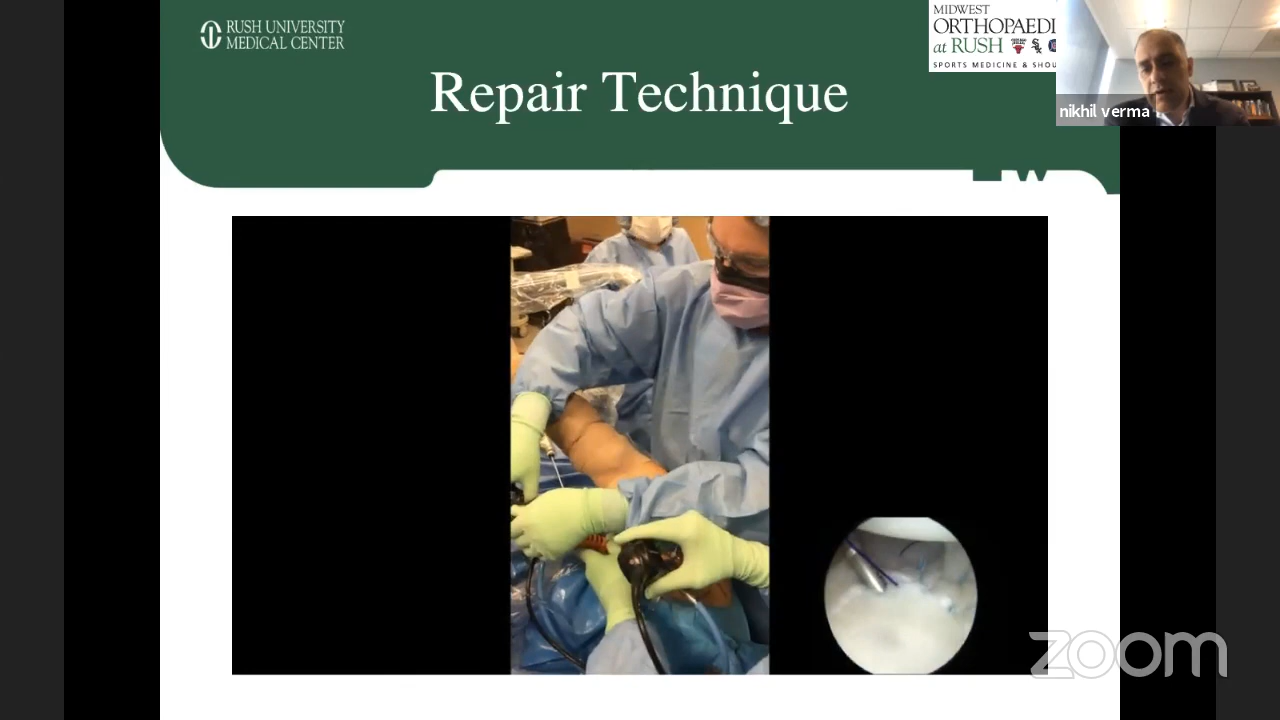 RUSH UNIVERSITY
MEDICAL CENTER
MIDWEST
ORTHOPAEDI
at RUSH
SPORTS MEDICINE & SHOU
Repair Technique
nikhil verma
zoom